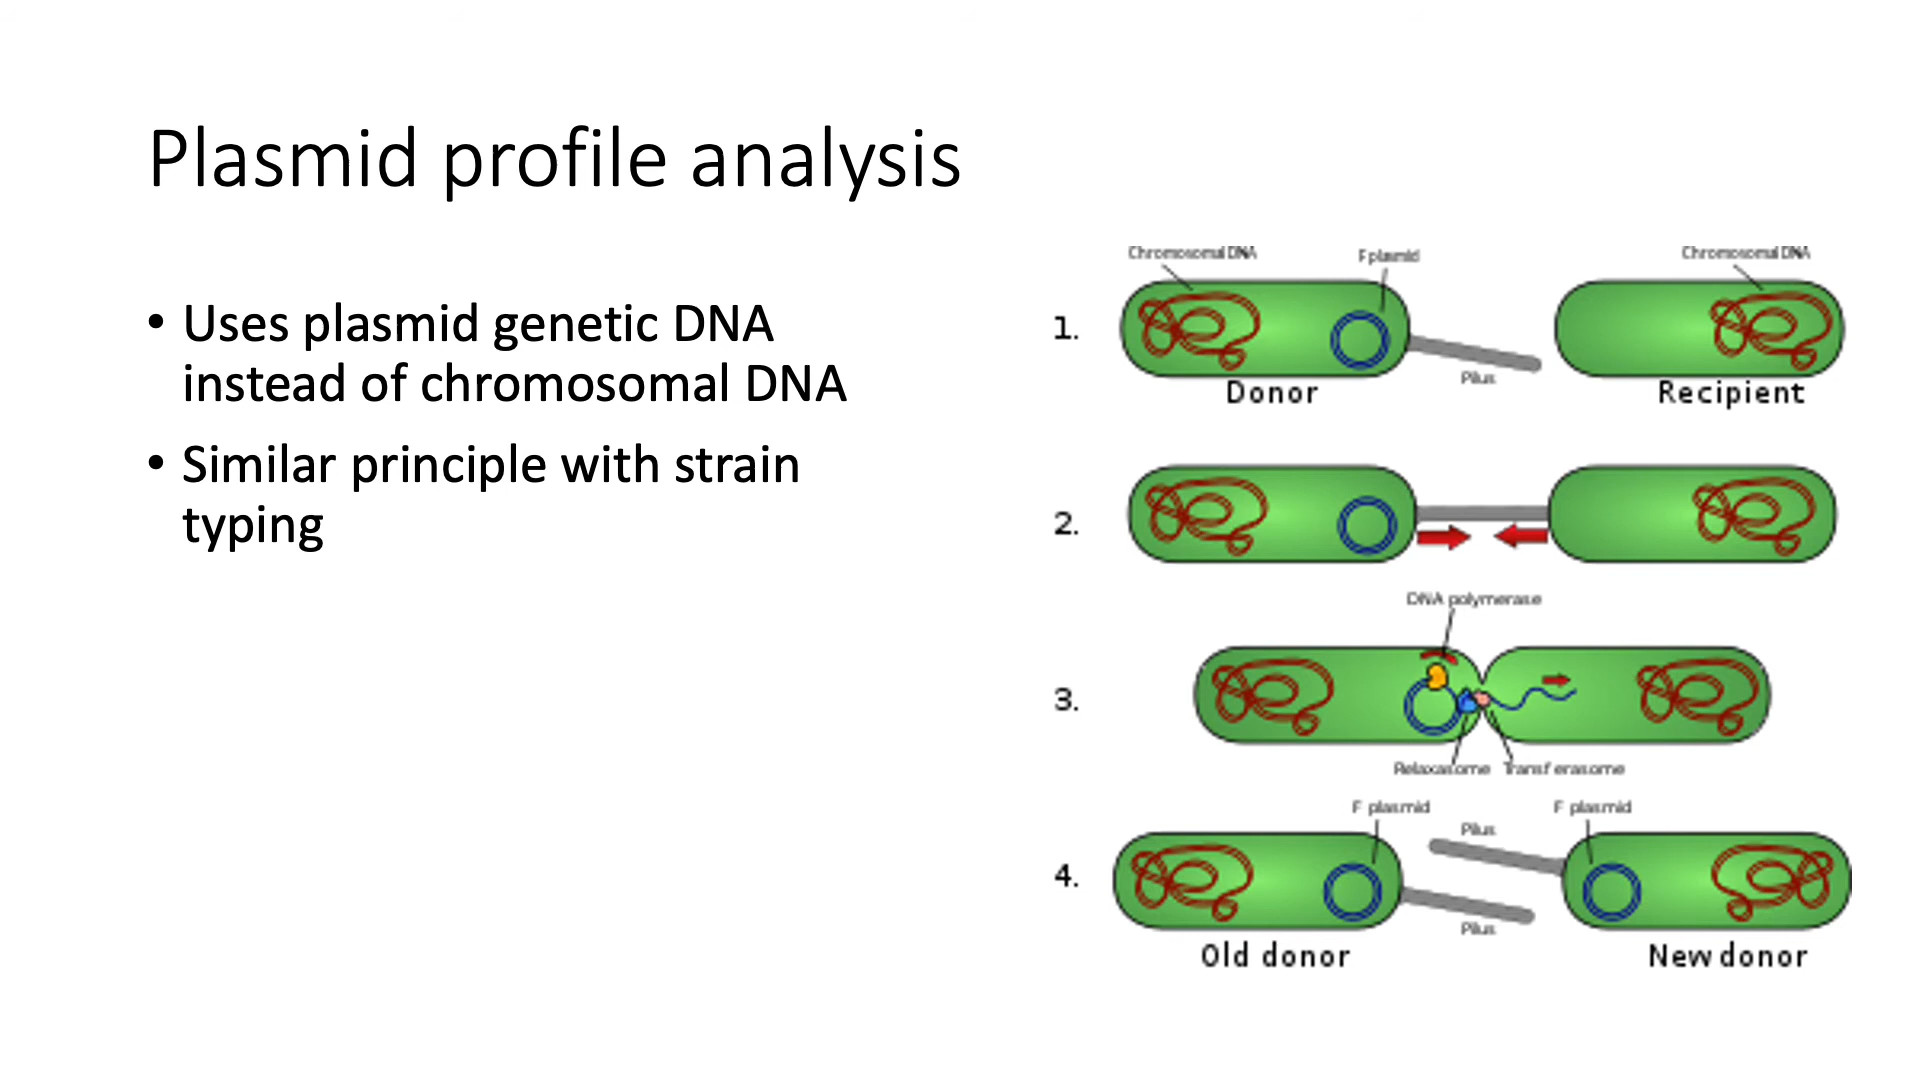 Plasmid profile analysis
• Uses plasmid genetic DNA
instead of chromosomal DNA
• Similar principle with strain
typing
Chromosomal DNA
F plasmid
Chromosomal DNA
1.
Pilus
Donor
Recipient
2.
DNA polymerase
3.
Relaxasome
Transferasome
F plasmid
F plasmid
Pilus
4.
Pilus
Old donor
New donor